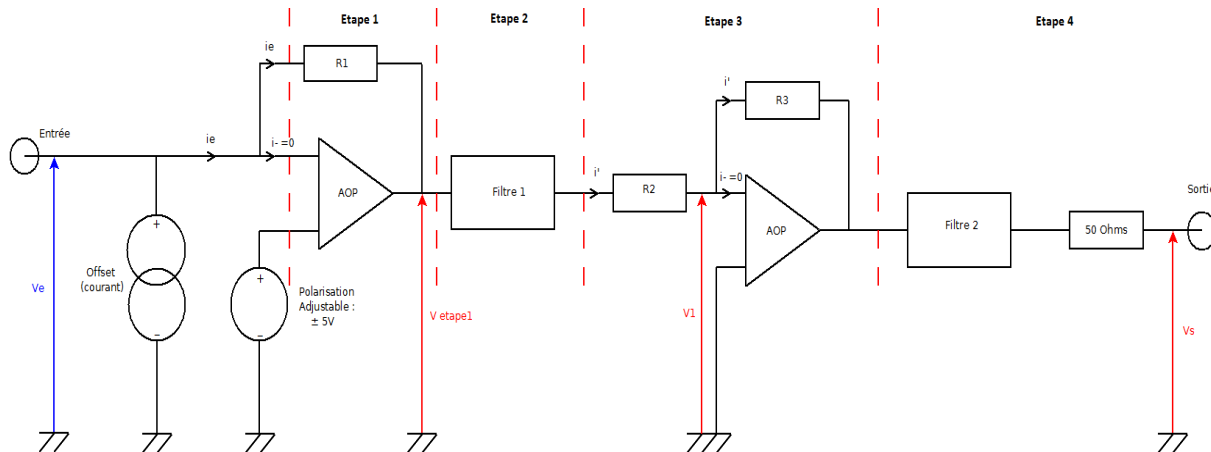 Etape 1
Etape 2
Etape 3
Etape 4
ie
R1
i'
R3
Entrée
ie
i- =0
AOP
Filtre 1
i'
R2
i- =0
AOP
Filtre 2
50 Ohms
Sortie
+
-
Offset
(courant)
+
-
Polarisation
Adjustable :
± 5V
Ve
V etape1
V1
Vs